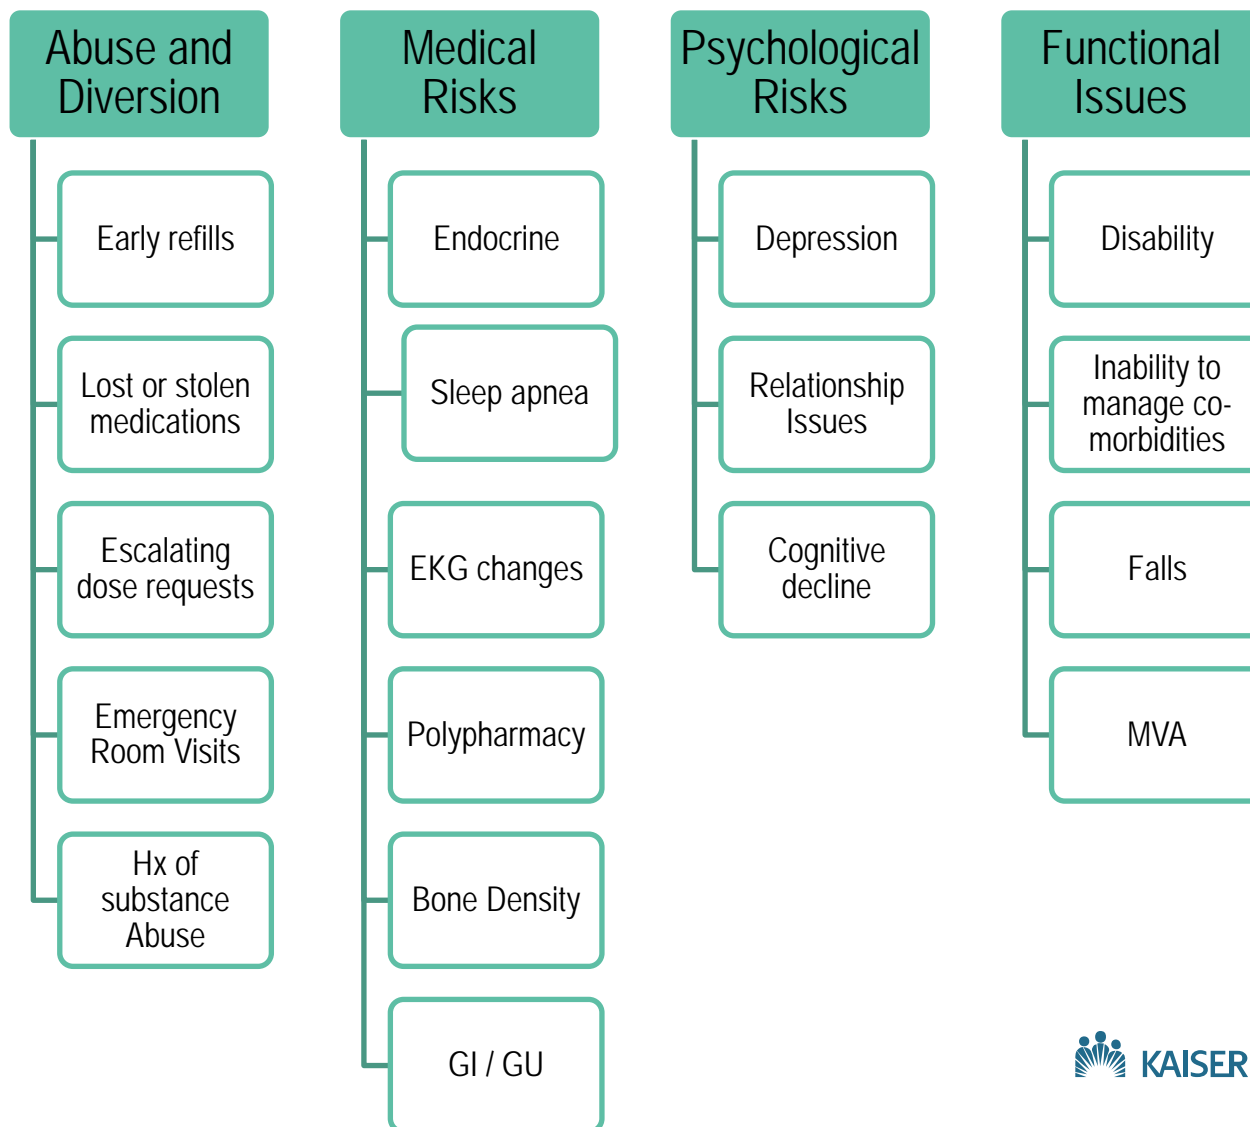 Abuse and
Diversion
Early refills
Lost or stolen
medications
Escalating
dose requests
Emergency
Room Visits
Hx of
substance
Abuse
Medical
Risks
Endocrine
Sleep apnea
EKG changes
Polypharmacy
Bone Density
GI / GU
Psychological
Risks
Depression
Relationship
Issues
Cognitive
decline
Functional
Issues
Disability
Inability to
manage co-
morbidities
Falls
MVA
KAISER